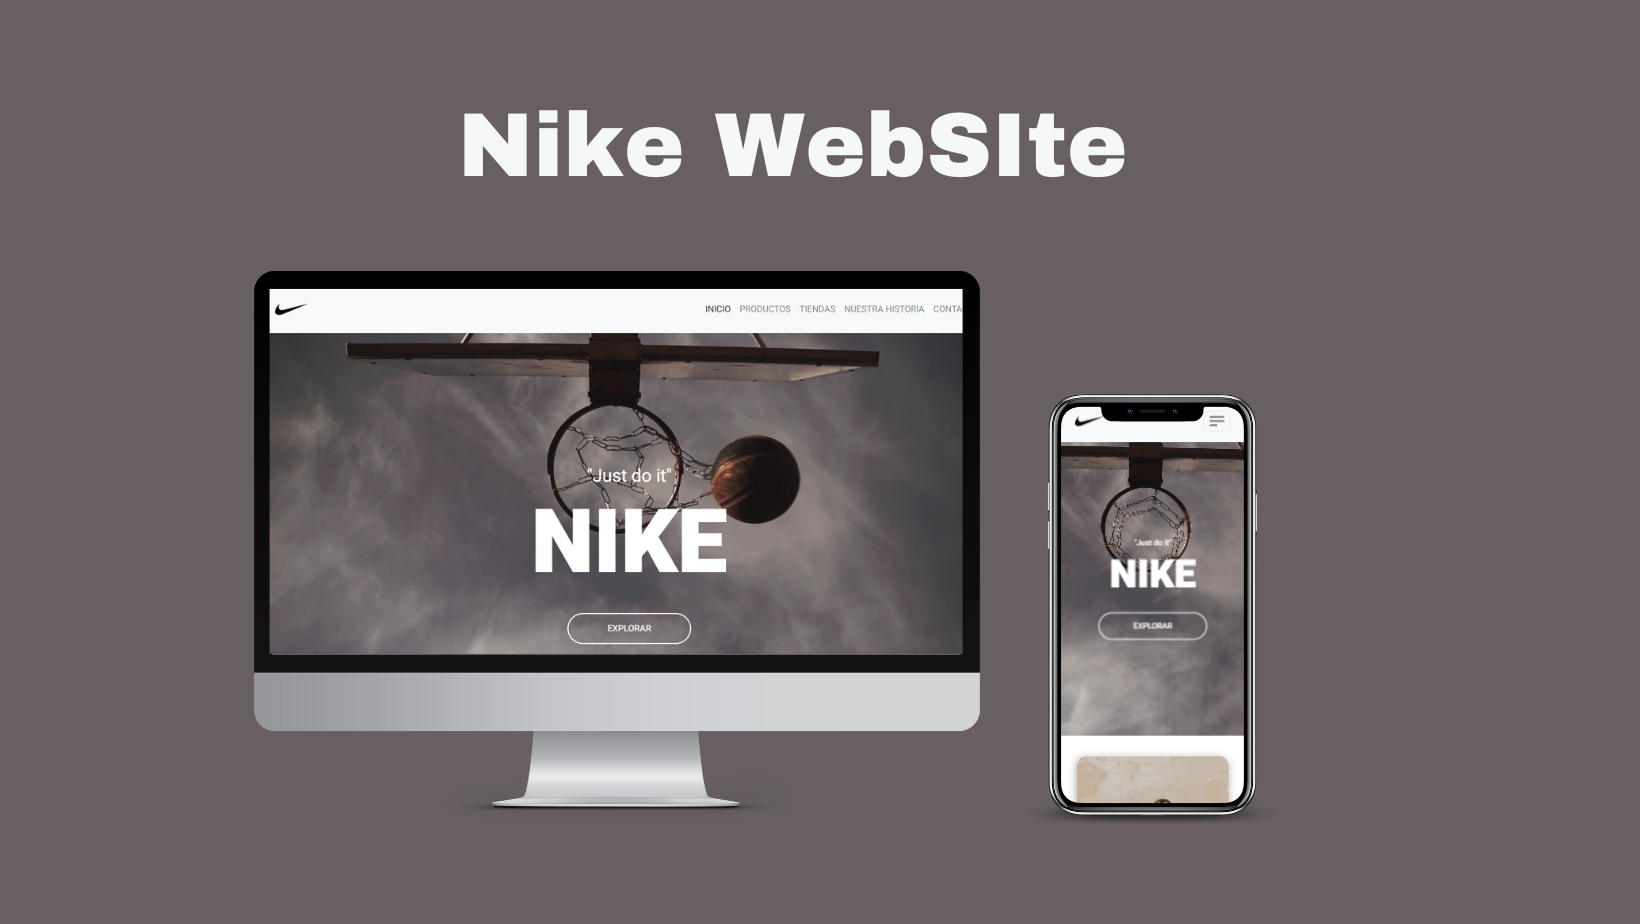 Nike WebSIte
INICIO PRODUCTOS TIENDAS NUESTRA HISTORIA CONTA
"Just do it"
NIKE
EXPLORAR
"Just do it"
NIKE
EXPLORAR